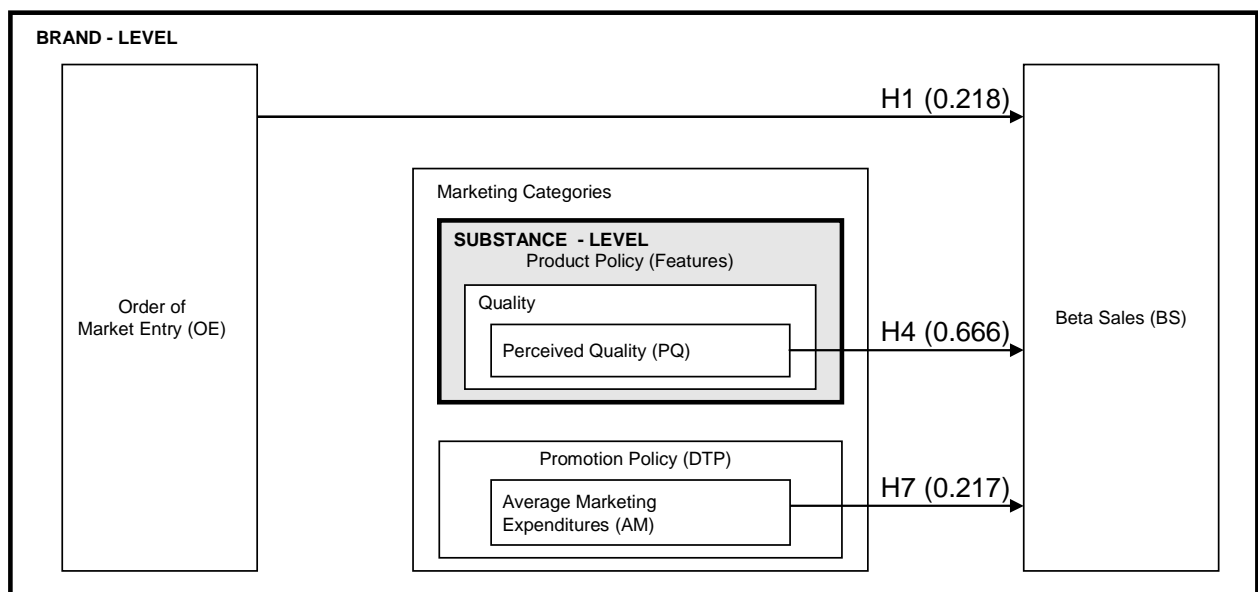 BRAND - LEVEL
H1 (0.218)
Marketing Categories
SUBSTANCE - LEVEL
Product Policy (Features)
Quality
Order of
Market Entry (OE)
Perceived Quality (PQ)
H4 (0.666)
Beta Sales (BS)
Promotion Policy (DTP)
H7 (0.217)
Average Marketing
Expenditures (AM)